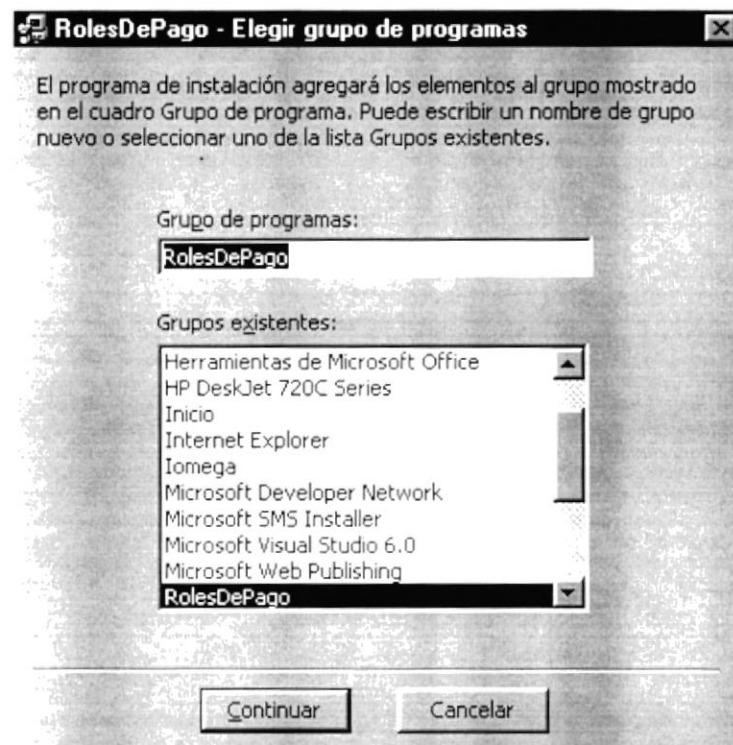 RolesDePago - Elegir grupo de programas
El programa de instalación agregará los elementos al grupo mostrado
en el cuadro Grupo de programa. Puede escribir un nombre de grupo
nuevo o seleccionar uno de la lista Grupos existentes.
Grupo de programas:
RolesDePago
Grupos existentes:
Herramientas de Microsoft Office
HP DeskJet 720C Series
Inicio
Internet Explorer
Iomega
Microsoft Developer Network
Microsoft SMS Installer
Microsoft Visual Studio 6.0
Microsoft Web Publishing
RolesDePago
Continuar
Cancelar